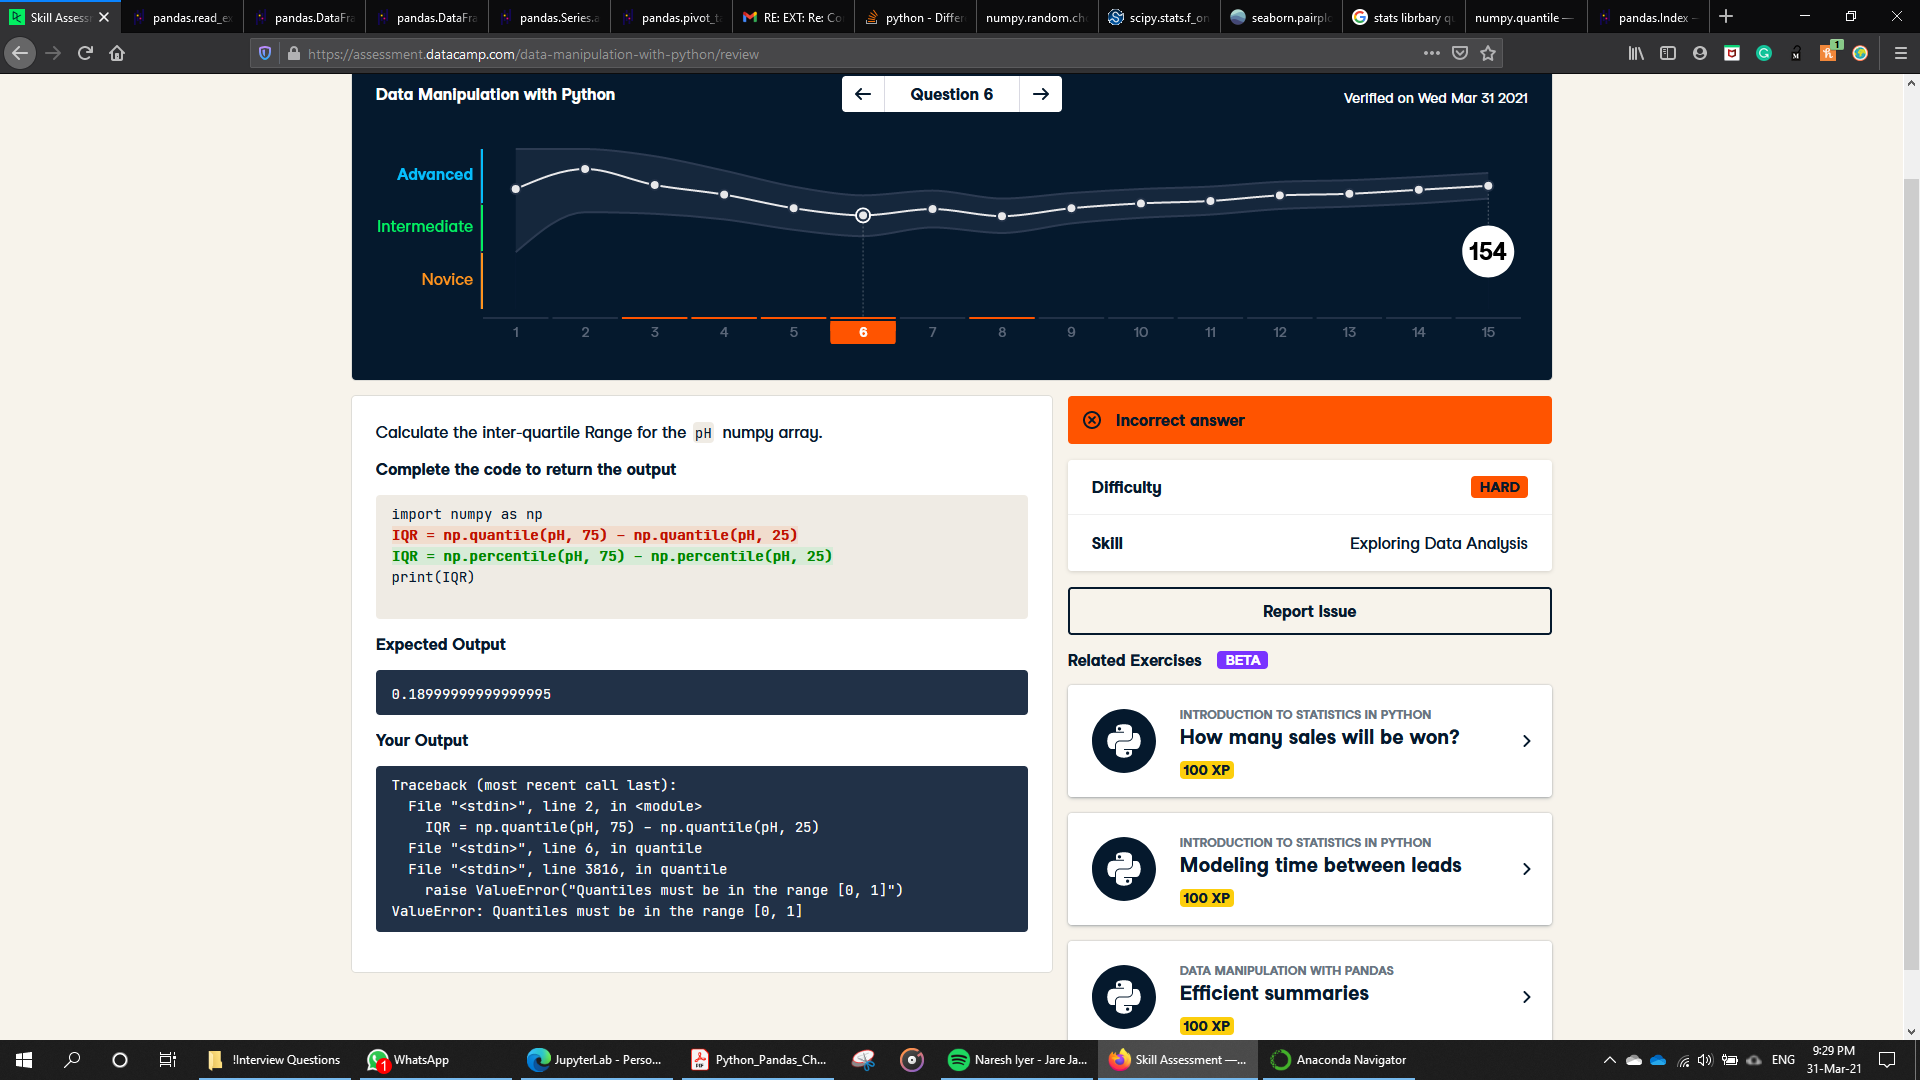 Skill Assessm
pandas.read_ex
pandas.DataFra
pandas.DataFra
pandas.Series.a
pandas.pivot_ta
RE: EXT: Re: Co
python - Differ
numpy.random.cho
scipy.stats.f_on
seaborn.pairplo
stats librbary qu
numpy.quantile —
pandas.Index —
https://assessment.datacamp.com/data-manipulation-with-python/review
1
Data Manipulation with Python
Question 6
Verified on Wed Mar 31 2021
Advanced
Intermediate
Novice
154
1 2 3 4 5 6 7 8 9 10 11 12 13 14 15
Calculate the inter-quartile Range for the pH numpy array.
Complete the code to return the output
import numpy as np
IQR = np.quantile(pH, 75) - np.quantile(pH, 25)
IQR = np.percentile(pH, 75) - np.percentile(pH, 25)
print(IQR)
Expected Output
0.18999999999999995
Your Output
Traceback (most recent call last):
File "<stdin>", line 2, in <module>
IQR = np.quantile(pH, 75) - np.quantile(pH, 25)
File "<stdin>", line 6, in quantile
File "<stdin>", line 3816, in quantile
raise ValueError("Quantiles must be in the range [0, 1]")
ValueError: Quantiles must be in the range [0, 1]
Incorrect answer
Difficulty
HARD
Skill
Exploring Data Analysis
Report Issue
Related Exercises BETA
INTRODUCTION TO STATISTICS IN PYTHON
How many sales will be won?
100 XP
INTRODUCTION TO STATISTICS IN PYTHON
Modeling time between leads
100 XP
DATA MANIPULATION WITH PANDAS
Efficient summaries
100 XP
!Interview Questions
1
WhatsApp
JupyterLab - Perso...
Python_Pandas_Ch...
Naresh Iyer - Jare Ja...
Skill Assessment —...
Anaconda Navigator
ENG
9:29 PM
31-Mar-21